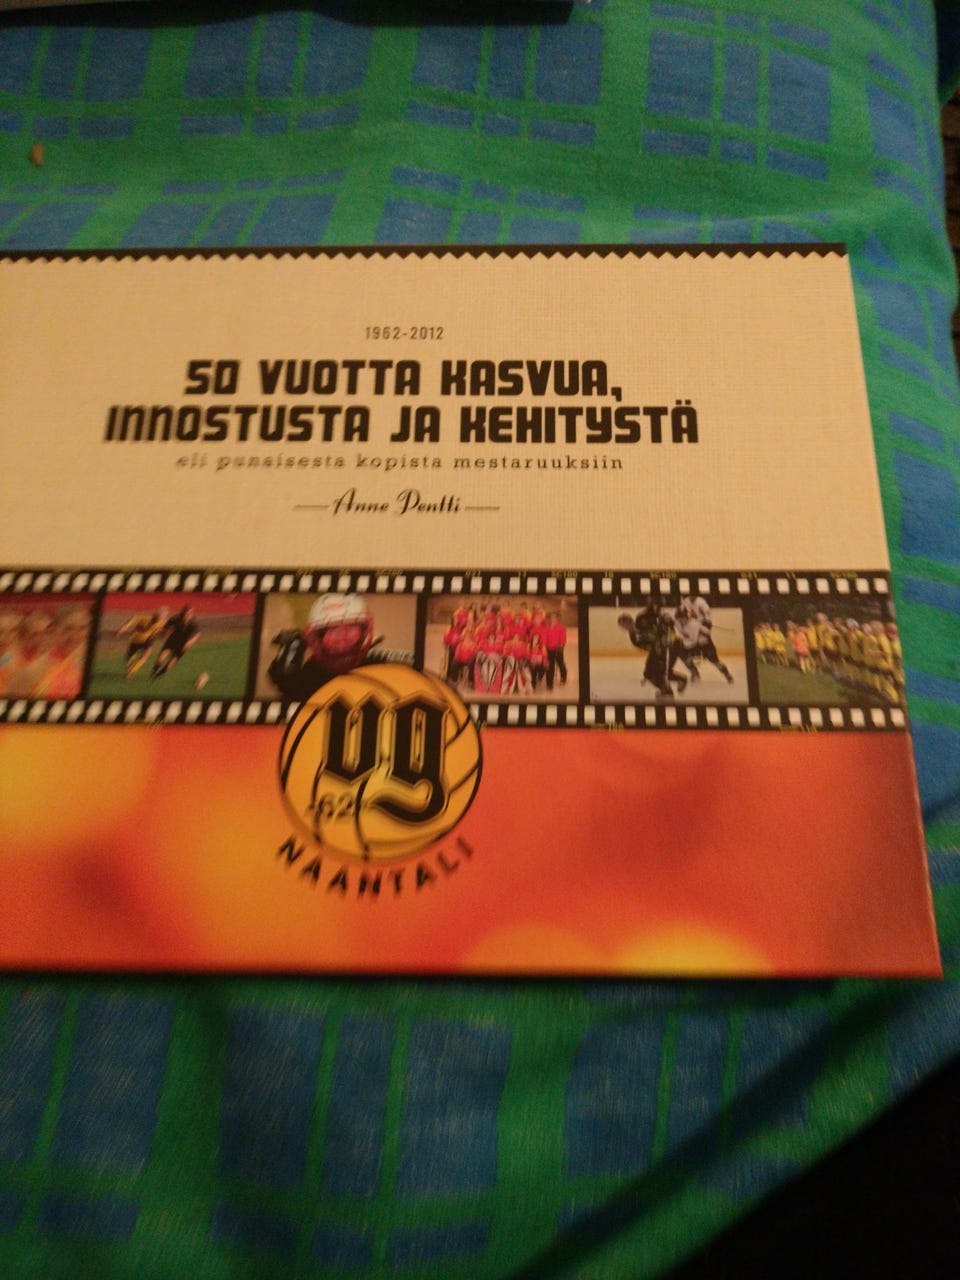 1962-2012
50 VUOTTA KASVUA,
INNOSTUSTA JA KEHITYSTÄ
eli punaisesta kopista mestaruuksiin
Anne Pentti
VG
-62
NAANTALI